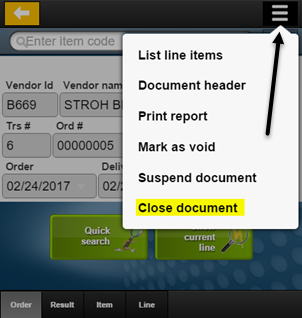 Enter item code
List line items
Document header
Print report
Mark as void
Suspend document
Close document
Vendor Id Vendor name
B669 STROH
Trs # Ord #
6 00000005
Order
02/24/2017 02/2
Quick search
current line
Order Result Item Line